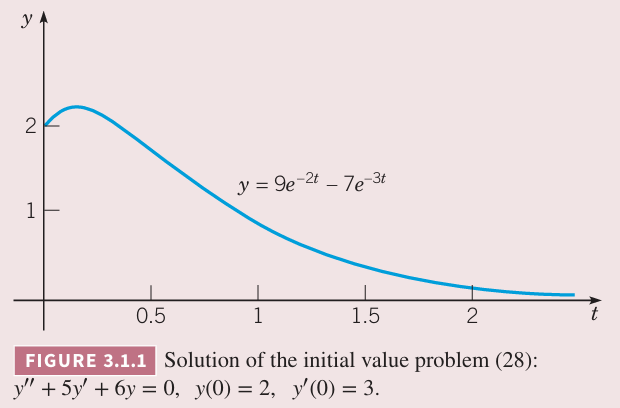 y
2
y = 9e^{-2t} – 7e^{-3t}
1
0.5 1 1.5 2 t
FIGURE 3.1.1 Solution of the initial value problem (28):
y″ + 5y′ + 6y = 0, y(0) = 2, y′(0) = 3.